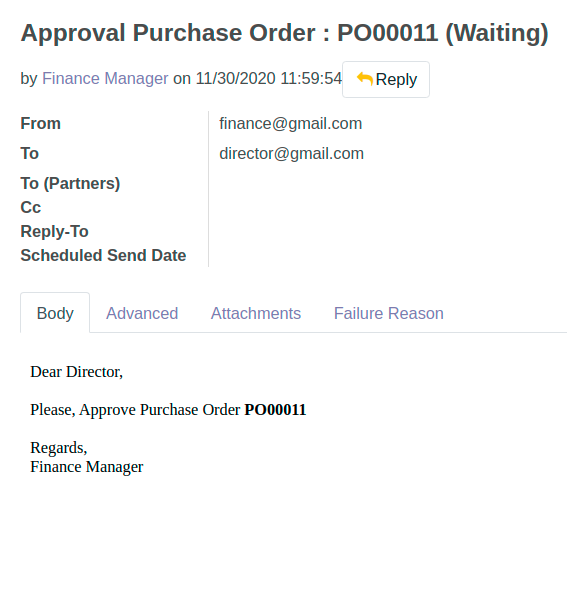 Approval Purchase Order : PO00011 (Waiting)
by Finance Manager on 11/30/2020 11:59:54 Reply
From finance@gmail.com
To director@gmail.com
To (Partners)
Cc
Reply-To
Scheduled Send Date
Body Advanced Attachments Failure Reason
Dear Director,
Please, Approve Purchase Order PO00011
Regards,
Finance Manager